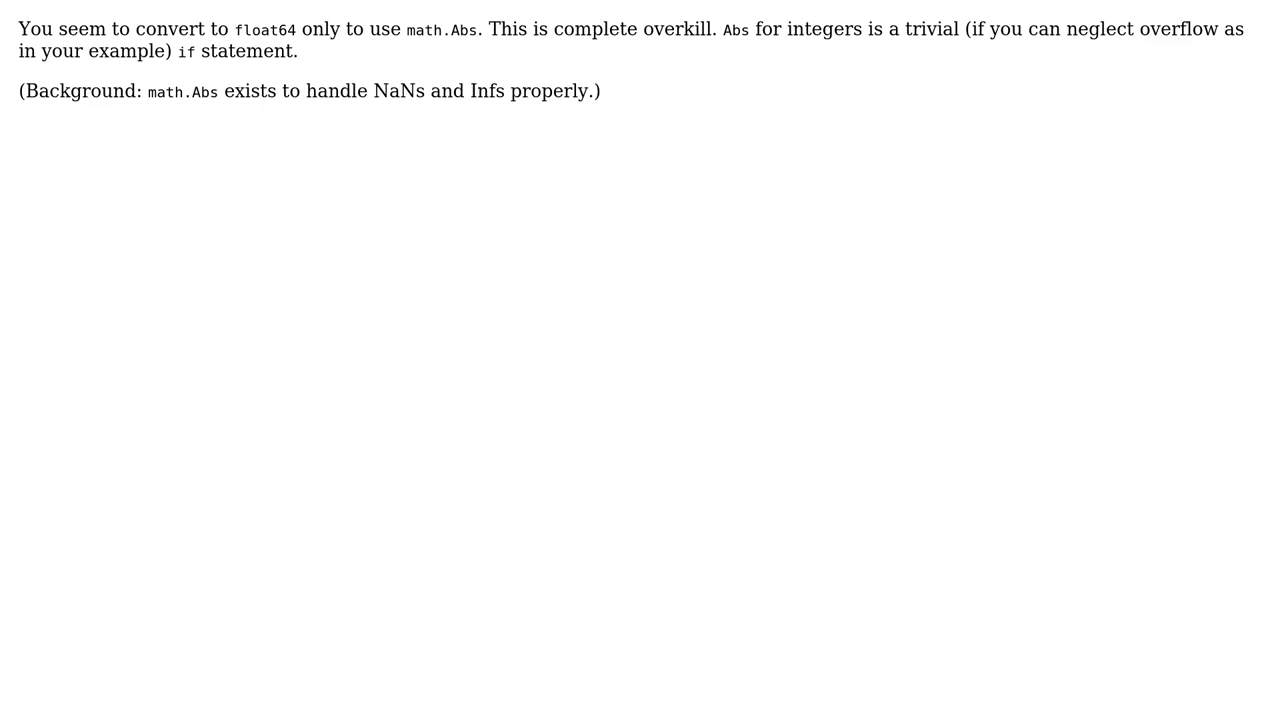 You seem to convert to float64 only to use math.Abs. This is complete overkill. Abs for integers is a trivial (if you can neglect overflow as
in your example) if statement.
(Background: math.Abs exists to handle NaNs and Infs properly.)